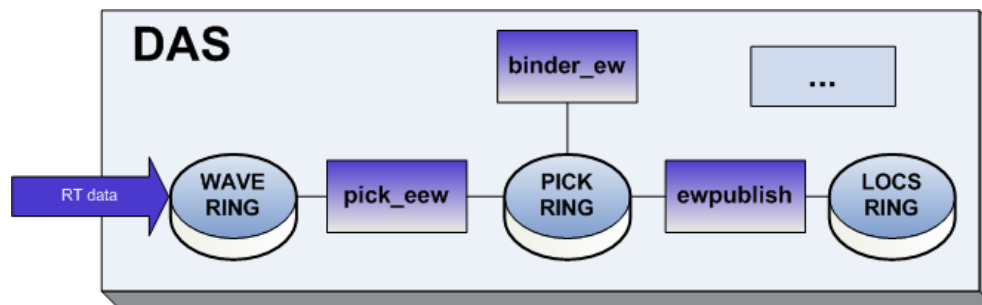 DAS
binder_ew
...
RT data
WAVE
RING
pick_eew
PICK
RING
ewpublish
LOCS
RING